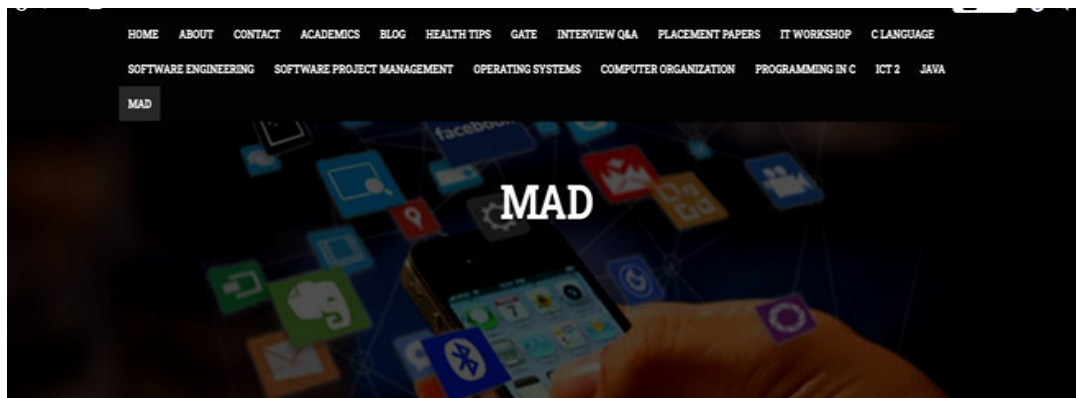 HOME ABOUT CONTACT ACADEMICS BLOG HEALTH TIPS GATE INTERVIEW Q&A PLACEMENT PAPERS IT WORKSHOP C LANGUAGE
SOFTWARE ENGINEERING SOFTWARE PROJECT MANAGEMENT OPERATING SYSTEMS COMPUTER ORGANIZATION PROGRAMMING IN C ICT 2 JAVA
MAD
facebook
MAD
7